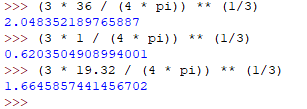 >>> (3 * 36 / (4 * pi)) ** (1/3)
2.048352189765887
>>> (3 * 1 / (4 * pi)) ** (1/3)
0.6203504908994001
>>> (3 * 19.32 / (4 * pi)) ** (1/3)
1.6645857441456702
>>>